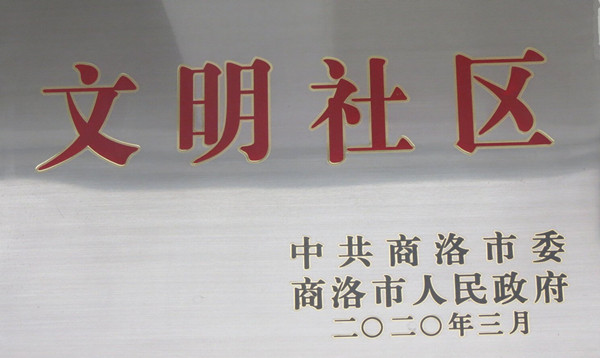 文明社区
中共商洛市委
商洛市人民政府
二〇二〇年三月